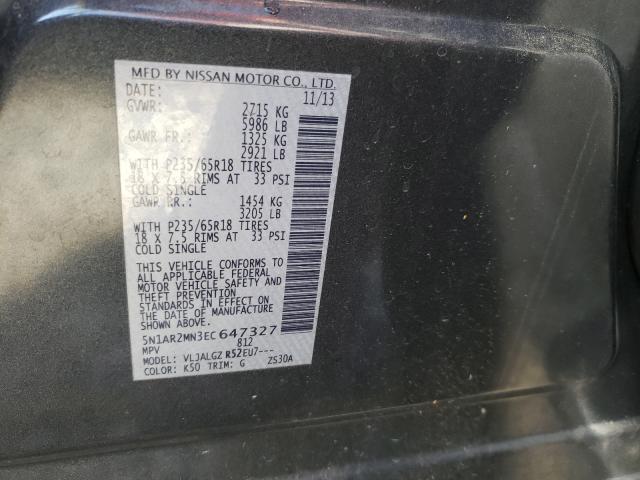 MFD BY NISSAN MOTOR CO., LTD.
DATE: 11/13
GVWR: 2715 KG
5986 LB
GAWR FR.: 1325 KG
2921 LB
WITH P235/65R18 TIRES
18 X 7.5 RIMS AT 33 PSI
COLD SINGLE
GAWR RR.: 1454 KG
3205 LB
WITH P235/65R18 TIRES
18 X 7.5 RIMS AT 33 PSI
COLD SINGLE
THIS VEHICLE CONFORMS TO
ALL APPLICABLE FEDERAL
MOTOR VEHICLE SAFETY AND
THEFT PREVENTION
STANDARDS IN EFFECT ON
THE DATE OF MANUFACTURE
SHOWN ABOVE.
5N1AR2MN3EC647327
MPV 812
MODEL: VLJALGZ R52EU7---
COLOR: K50 TRIM: G ZS30A